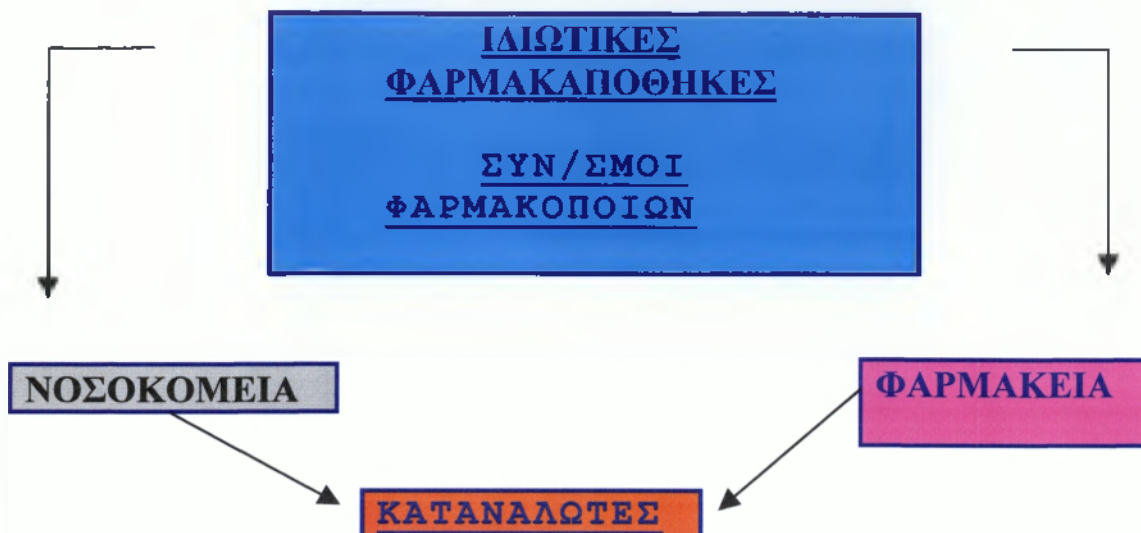 ΙΔΙΩΤΙΚΕΣ
ΦΑΡΜΑΚΑΠΟΘΗΚΕΣ
ΣΥΝ/ΣΜΟΙ
ΦΑΡΜΑΚΟΠΟΙΩΝ
ΝΟΣΟΚΟΜΕΙΑ
ΦΑΡΜΑΚΕΙΑ
ΚΑΤΑΝΑΛΩΤΕΣ